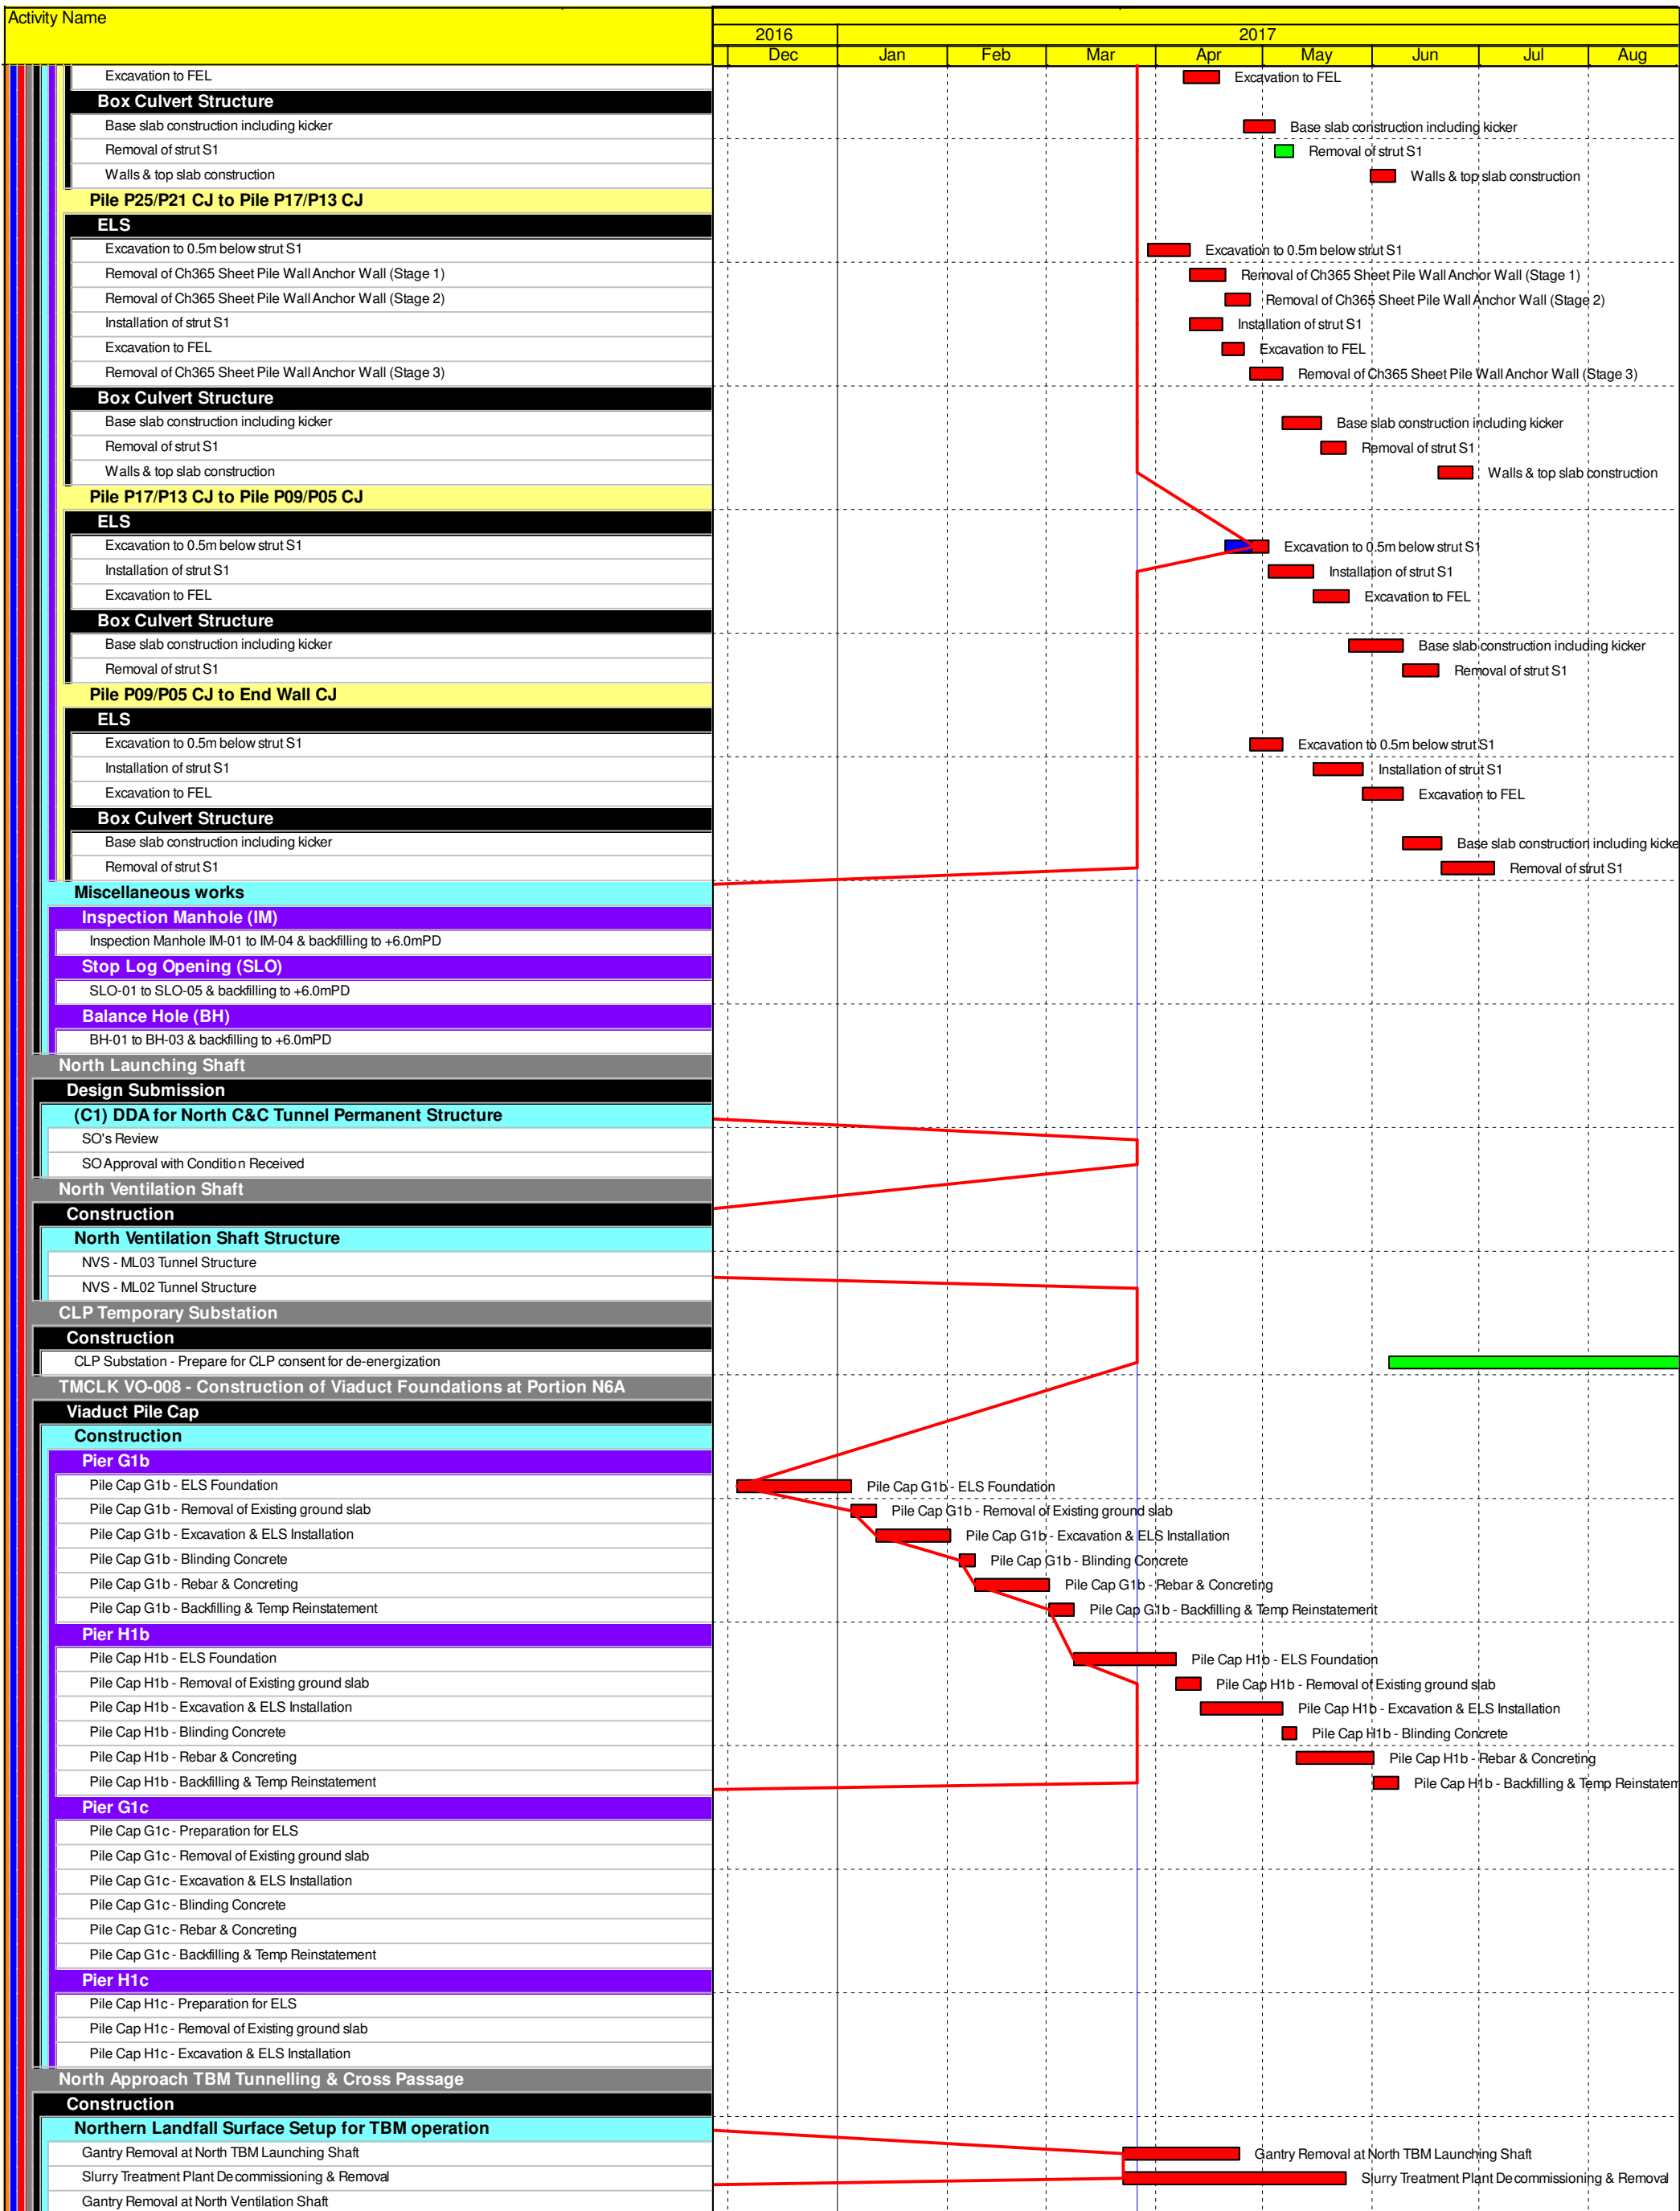 Activity Name
2016 2017
Dec Jan Feb Mar Apr May Jun Jul Aug
Excavation to FEL Excavation to FEL
Box Culvert Structure
Base slab construction including kicker Base slab construction including kicker
Removal of strut S1 Removal of strut S1
Walls & top slab construction Walls & top slab construction
Pile P25/P21 CJ to Pile P17/P13 CJ
ELS
Excavation to 0.5m below strut S1 Excavation to 0.5m below strut S1
Removal of Ch365 Sheet Pile Wall Anchor Wall (Stage 1) Removal of Ch365 Sheet Pile Wall Anchor Wall (Stage 1)
Removal of Ch365 Sheet Pile Wall Anchor Wall (Stage 2) Removal of Ch365 Sheet Pile Wall Anchor Wall (Stage 2)
Installation of strut S1 Installation of strut S1
Excavation to FEL Excavation to FEL
Removal of Ch365 Sheet Pile Wall Anchor Wall (Stage 3) Removal of Ch365 Sheet Pile Wall Anchor Wall (Stage 3)
Box Culvert Structure
Base slab construction including kicker Base slab construction including kicker
Removal of strut S1 Removal of strut S1
Walls & top slab construction Walls & top slab construction
Pile P17/P13 CJ to Pile P09/P05 CJ
ELS
Excavation to 0.5m below strut S1 Excavation to 0.5m below strut S1
Installation of strut S1 Installation of strut S1
Excavation to FEL Excavation to FEL
Box Culvert Structure
Base slab construction including kicker Base slab construction including kicker
Removal of strut S1 Removal of strut S1
Pile P09/P05 CJ to End Wall CJ
ELS
Excavation to 0.5m below strut S1 Excavation to 0.5m below strut S1
Installation of strut S1 Installation of strut S1
Excavation to FEL Excavation to FEL
Box Culvert Structure
Base slab construction including kicker Base slab construction including kicke
Removal of strut S1 Removal of strut S1
Miscellaneous works
Inspection Manhole (IM)
Inspection Manhole IM-01 to IM-04 & backfilling to +6.0mPD
Stop Log Opening (SLO)
SLO-01 to SLO-05 & backfilling to +6.0mPD
Balance Hole (BH)
BH-01 to BH-03 & backfilling to +6.0mPD
North Launching Shaft
Design Submission
(C1) DDA for North C&C Tunnel Permanent Structure
SO's Review
SO Approval with Condition Received
North Ventilation Shaft
Construction
North Ventilation Shaft Structure
NVS - ML03 Tunnel Structure
NVS - ML02 Tunnel Structure
CLP Temporary Substation
Construction
CLP Substation - Prepare for CLP consent for de-energization
TMCLK VO-008 - Construction of Viaduct Foundations at Portion N6A
Viaduct Pile Cap
Construction
Pier G1b
Pile Cap G1b - ELS Foundation Pile Cap G1b - ELS Foundation
Pile Cap G1b - Removal of Existing ground slab Pile Cap G1b - Removal of Existing ground slab
Pile Cap G1b - Excavation & ELS Installation Pile Cap G1b - Excavation & ELS Installation
Pile Cap G1b - Blinding Concrete Pile Cap G1b - Blinding Concrete
Pile Cap G1b - Rebar & Concreting Pile Cap G1b - Rebar & Concreting
Pile Cap G1b - Backfilling & Temp Reinstatement Pile Cap G1b - Backfilling & Temp Reinstatement
Pier H1b
Pile Cap H1b - ELS Foundation Pile Cap H1b - ELS Foundation
Pile Cap H1b - Removal of Existing ground slab Pile Cap H1b - Removal of Existing ground slab
Pile Cap H1b - Excavation & ELS Installation Pile Cap H1b - Excavation & ELS Installation
Pile Cap H1b - Blinding Concrete Pile Cap H1b - Blinding Concrete
Pile Cap H1b - Rebar & Concreting Pile Cap H1b - Rebar & Concreting
Pile Cap H1b - Backfilling & Temp Reinstatement Pile Cap H1b - Backfilling & Temp Reinstatem
Pier G1c
Pile Cap G1c - Preparation for ELS
Pile Cap G1c - Removal of Existing ground slab
Pile Cap G1c - Excavation & ELS Installation
Pile Cap G1c - Blinding Concrete
Pile Cap G1c - Rebar & Concreting
Pile Cap G1c - Backfilling & Temp Reinstatement
Pier H1c
Pile Cap H1c - Preparation for ELS
Pile Cap H1c - Removal of Existing ground slab
Pile Cap H1c - Excavation & ELS Installation
North Approach TBM Tunnelling & Cross Passage
Construction
Northern Landfall Surface Setup for TBM operation
Gantry Removal at North TBM Launching Shaft Gantry Removal at North TBM Launching Shaft
Slurry Treatment Plant Decommissioning & Removal Slurry Treatment Plant Decommissioning & Removal
Gantry Removal at North Ventilation Shaft